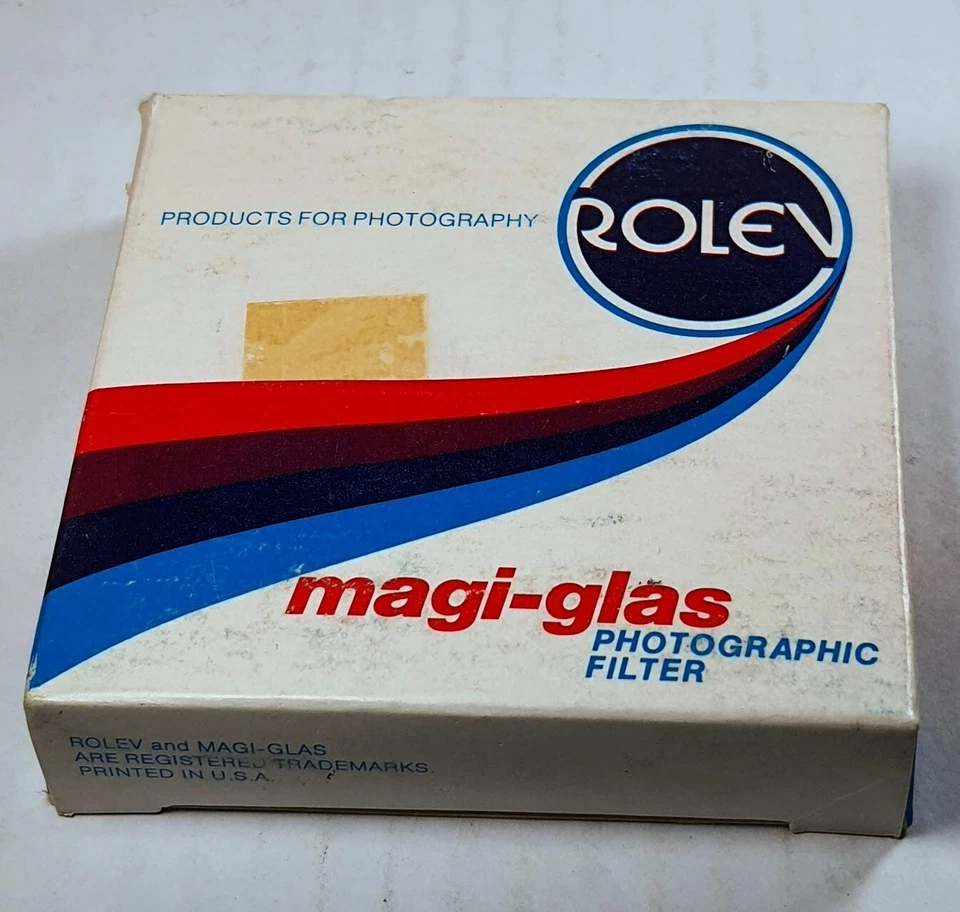 PRODUCTS FOR PHOTOGRAPHY
ROLEV
magi-glas
PHOTOGRAPHIC
FILTER
ROLEV and MAGI-GLAS
ARE REGISTERED TRADEMARKS.
PRINTED IN U.S.A.